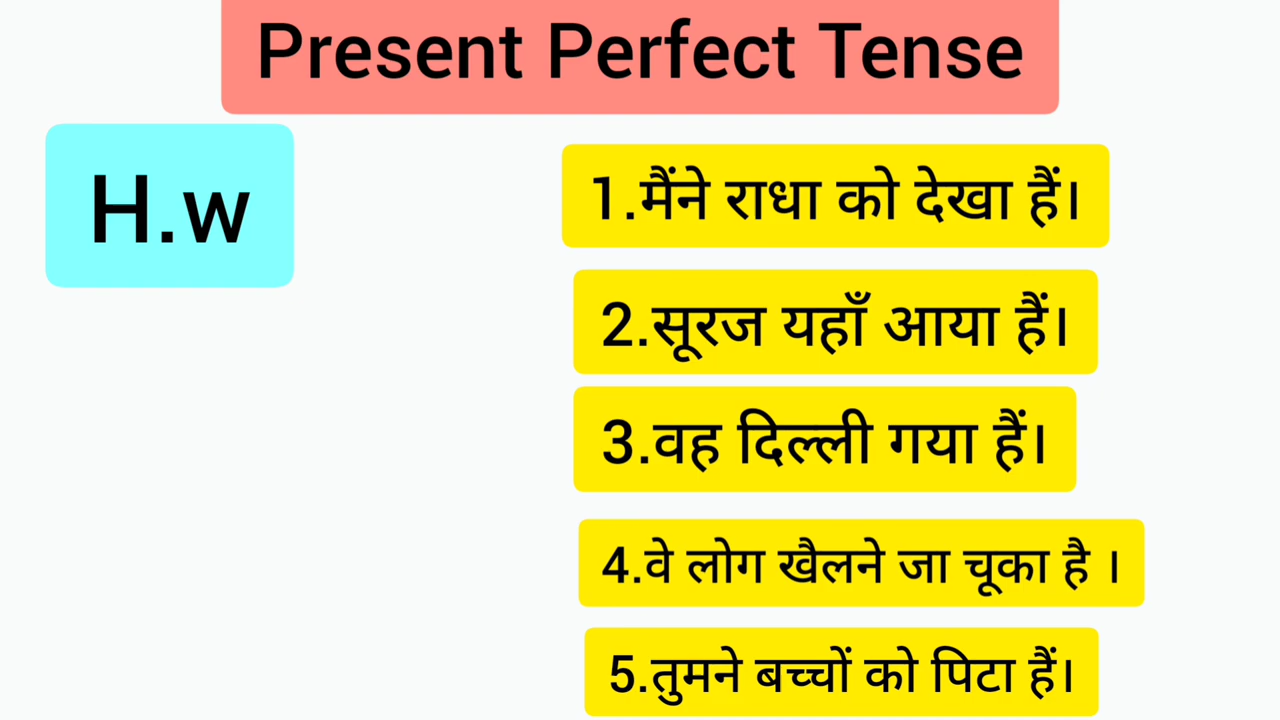 Present Perfect Tense
H.w
1.मैंने राधा को देखा हैं।
2.सूरज यहाँ आया हैं।
3.वह दिल्ली गया हैं।
4.वे लोग खैलने जा चूका है ।
5.तुमने बच्चों को पिटा हैं।